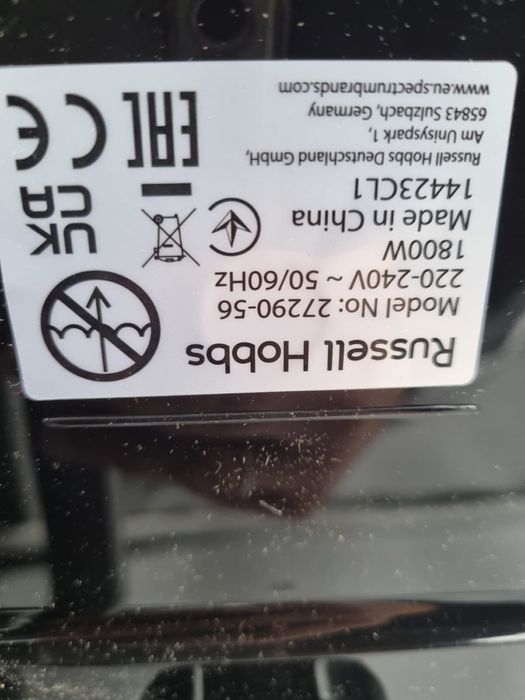 Russell Hobbs
Model No: 27290-56
220-240V ~ 50/60Hz
1800W
Made in China
14423CL1
Russell Hobbs Deutschland GmbH,
Am Unisyspark 1,
65843 Sulzbach, Germany
www.eu.spectrumbrands.com
UK
CA
EAC
CE